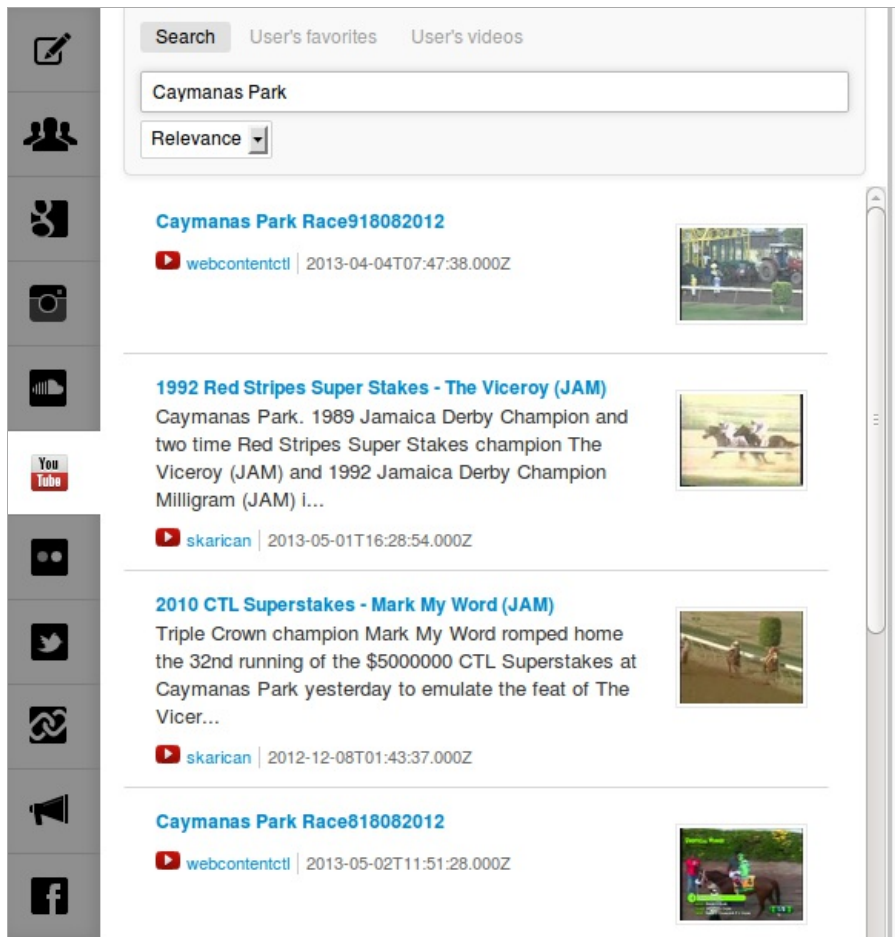 Search User's favorites User's videos
Caymanas Park
Relevance
Caymanas Park Race918082012
webcontentctl 2013-04-04T07:47:38.000Z
1992 Red Stripes Super Stakes - The Viceroy (JAM)
Caymanas Park. 1989 Jamaica Derby Champion and
two time Red Stripes Super Stakes champion The
Viceroy (JAM) and 1992 Jamaica Derby Champion
Milligram (JAM) i...
skarican 2013-05-01T16:28:54.000Z
You
Tube
2010 CTL Superstakes - Mark My Word (JAM)
Triple Crown champion Mark My Word romped home
the 32nd running of the $5000000 CTL Superstakes at
Caymanas Park yesterday to emulate the feat of The
Vicer...
skarican 2012-12-08T01:43:37.000Z
Caymanas Park Race818082012
webcontentctl 2013-05-02T11:51:28.000Z